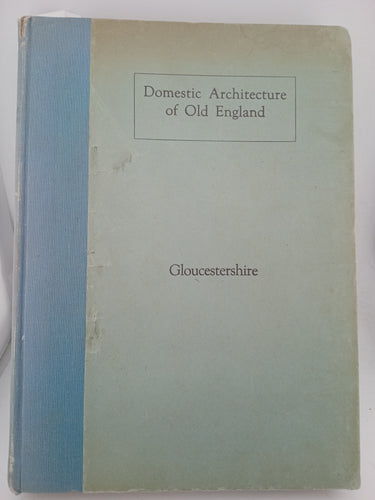 Domestic Architecture
of Old England
Gloucestershire